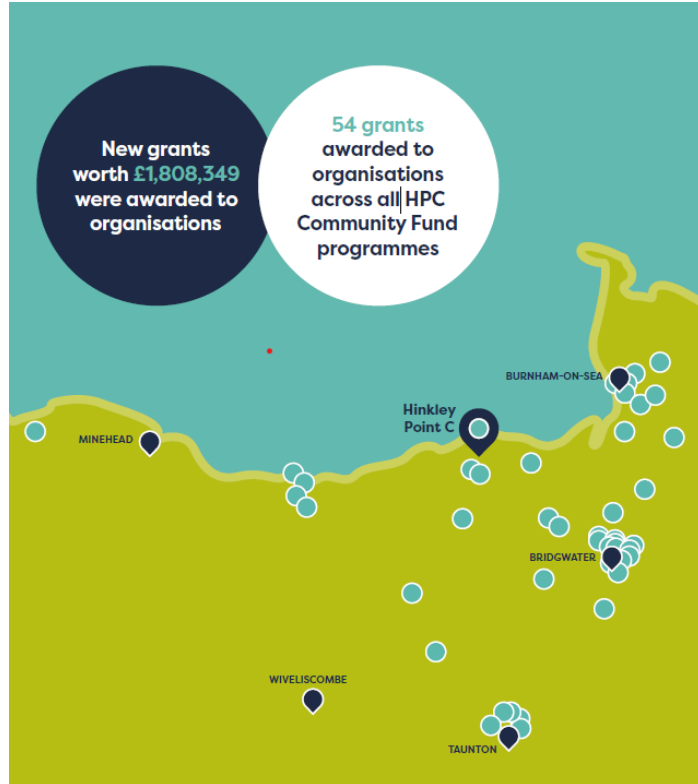 New grants
worth £1,808,349
were awarded to
organisations
54 grants
awarded to
organisations
across all HPC
Community Fund
programmes
BURNHAM-ON-SEA
Hinkley
Point C
MINEHEAD
BRIDGWATER
WIVELISCOMBE
TAUNTON